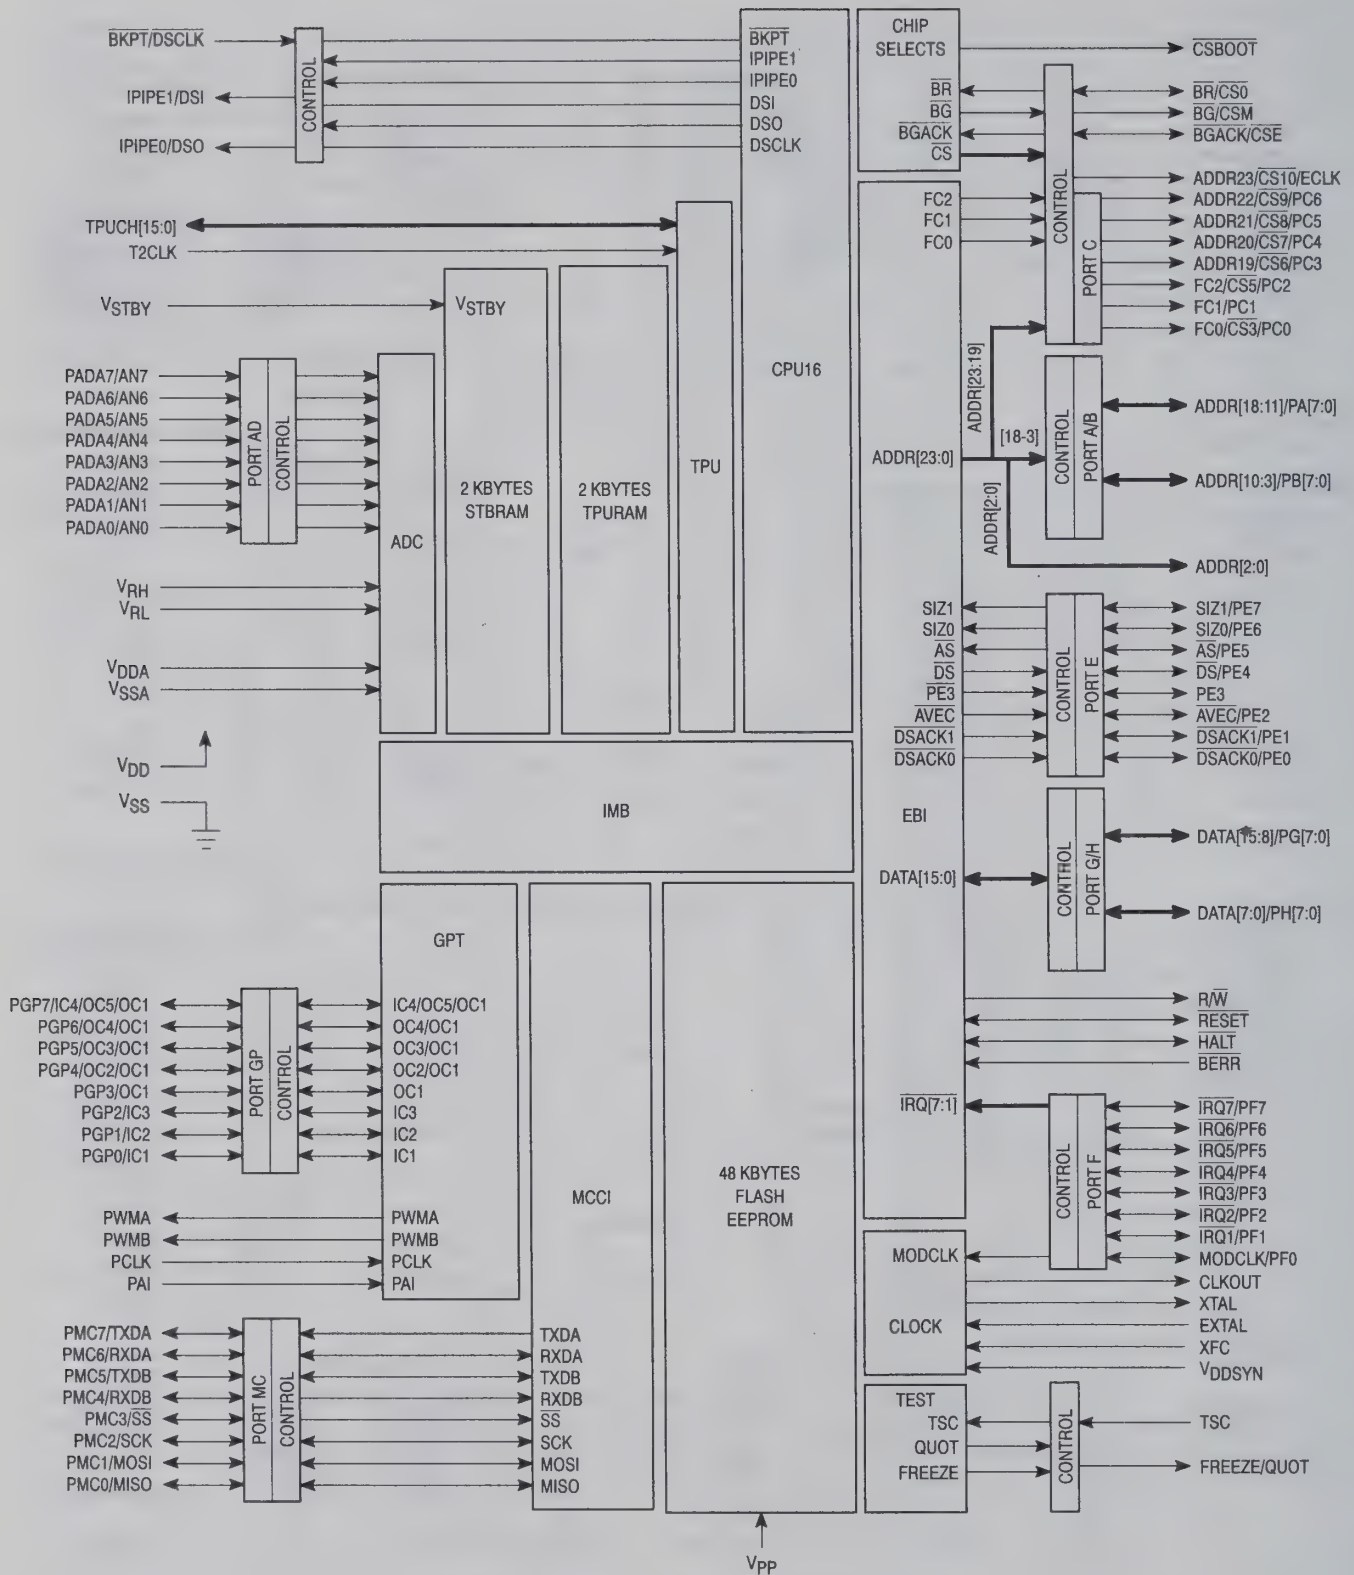 BKPT/DSCLK
IPIPE1/DSI
IPIPE0/DSO
CONTROL
BKPT
IPIPE1
IPIPE0
DSI
DSO
DSCLK
CPU16
CHIP
SELECTS
BR
BG
BGACK
CS
CSBOOT
CONTROL
PORT C
BR/CS0
BG/CSM
BGACK/CSE
ADDR23/CS10/ECLK
ADDR22/CS9/PC6
ADDR21/CS8/PC5
ADDR20/CS7/PC4
ADDR19/CS6/PC3
FC2/CS5/PC2
FC1/PC1
FC0/CS3/PC0
TPUCH[15:0]
T2CLK
TPU
VSTBY
VSTBY
2 KBYTES
STBRAM
2 KBYTES
TPURAM
PADA7/AN7
PADA6/AN6
PADA5/AN5
PADA4/AN4
PADA3/AN3
PADA2/AN2
PADA1/AN1
PADA0/AN0
PORT AD
CONTROL
ADC
VRH
VRL
VDDA
VSSA
VDD
VSS
IMB
FC2
FC1
FC0
ADDR[23:0]
ADDR[23:19]
[18-3]
ADDR[2:0]
CONTROL
PORT A/B
ADDR[18:11]/PA[7:0]
ADDR[10:3]/PB[7:0]
ADDR[2:0]
SIZ1
SIZ0
AS
DS
PE3
AVEC
DSACK1
DSACK0
CONTROL
PORT E
SIZ1/PE7
SIZ0/PE6
AS/PE5
DS/PE4
PE3
AVEC/PE2
DSACK1/PE1
DSACK0/PE0
EBI
DATA[15:0]
CONTROL
PORT G/H
DATA[15:8]/PG[7:0]
DATA[7:0]/PH[7:0]
R/W
RESET
HALT
BERR
IRQ[7:1]
CONTROL
PORT F
IRQ7/PF7
IRQ6/PF6
IRQ5/PF5
IRQ4/PF4
IRQ3/PF3
IRQ2/PF2
IRQ1/PF1
MODCLK/PF0
MODCLK
CLOCK
CLKOUT
XTAL
EXTAL
XFC
VDDSYN
TEST
TSC
QUOT
FREEZE
CONTROL
TSC
FREEZE/QUOT
GPT
PGP7/IC4/OC5/OC1
PGP6/OC4/OC1
PGP5/OC3/OC1
PGP4/OC2/OC1
PGP3/OC1
PGP2/IC3
PGP1/IC2
PGP0/IC1
PORT GP
CONTROL
IC4/OC5/OC1
OC4/OC1
OC3/OC1
OC2/OC1
OC1
IC3
IC2
IC1
PWMA
PWMB
PCLK
PAI
PWMA
PWMB
PCLK
PAI
MCCI
PMC7/TXDA
PMC6/RXDA
PMC5/TXDB
PMC4/RXDB
PMC3/SS
PMC2/SCK
PMC1/MOSI
PMC0/MISO
PORT MC
CONTROL
TXDA
RXDA
TXDB
RXDB
SS
SCK
MOSI
MISO
48 KBYTES
FLASH
EEPROM
VPP